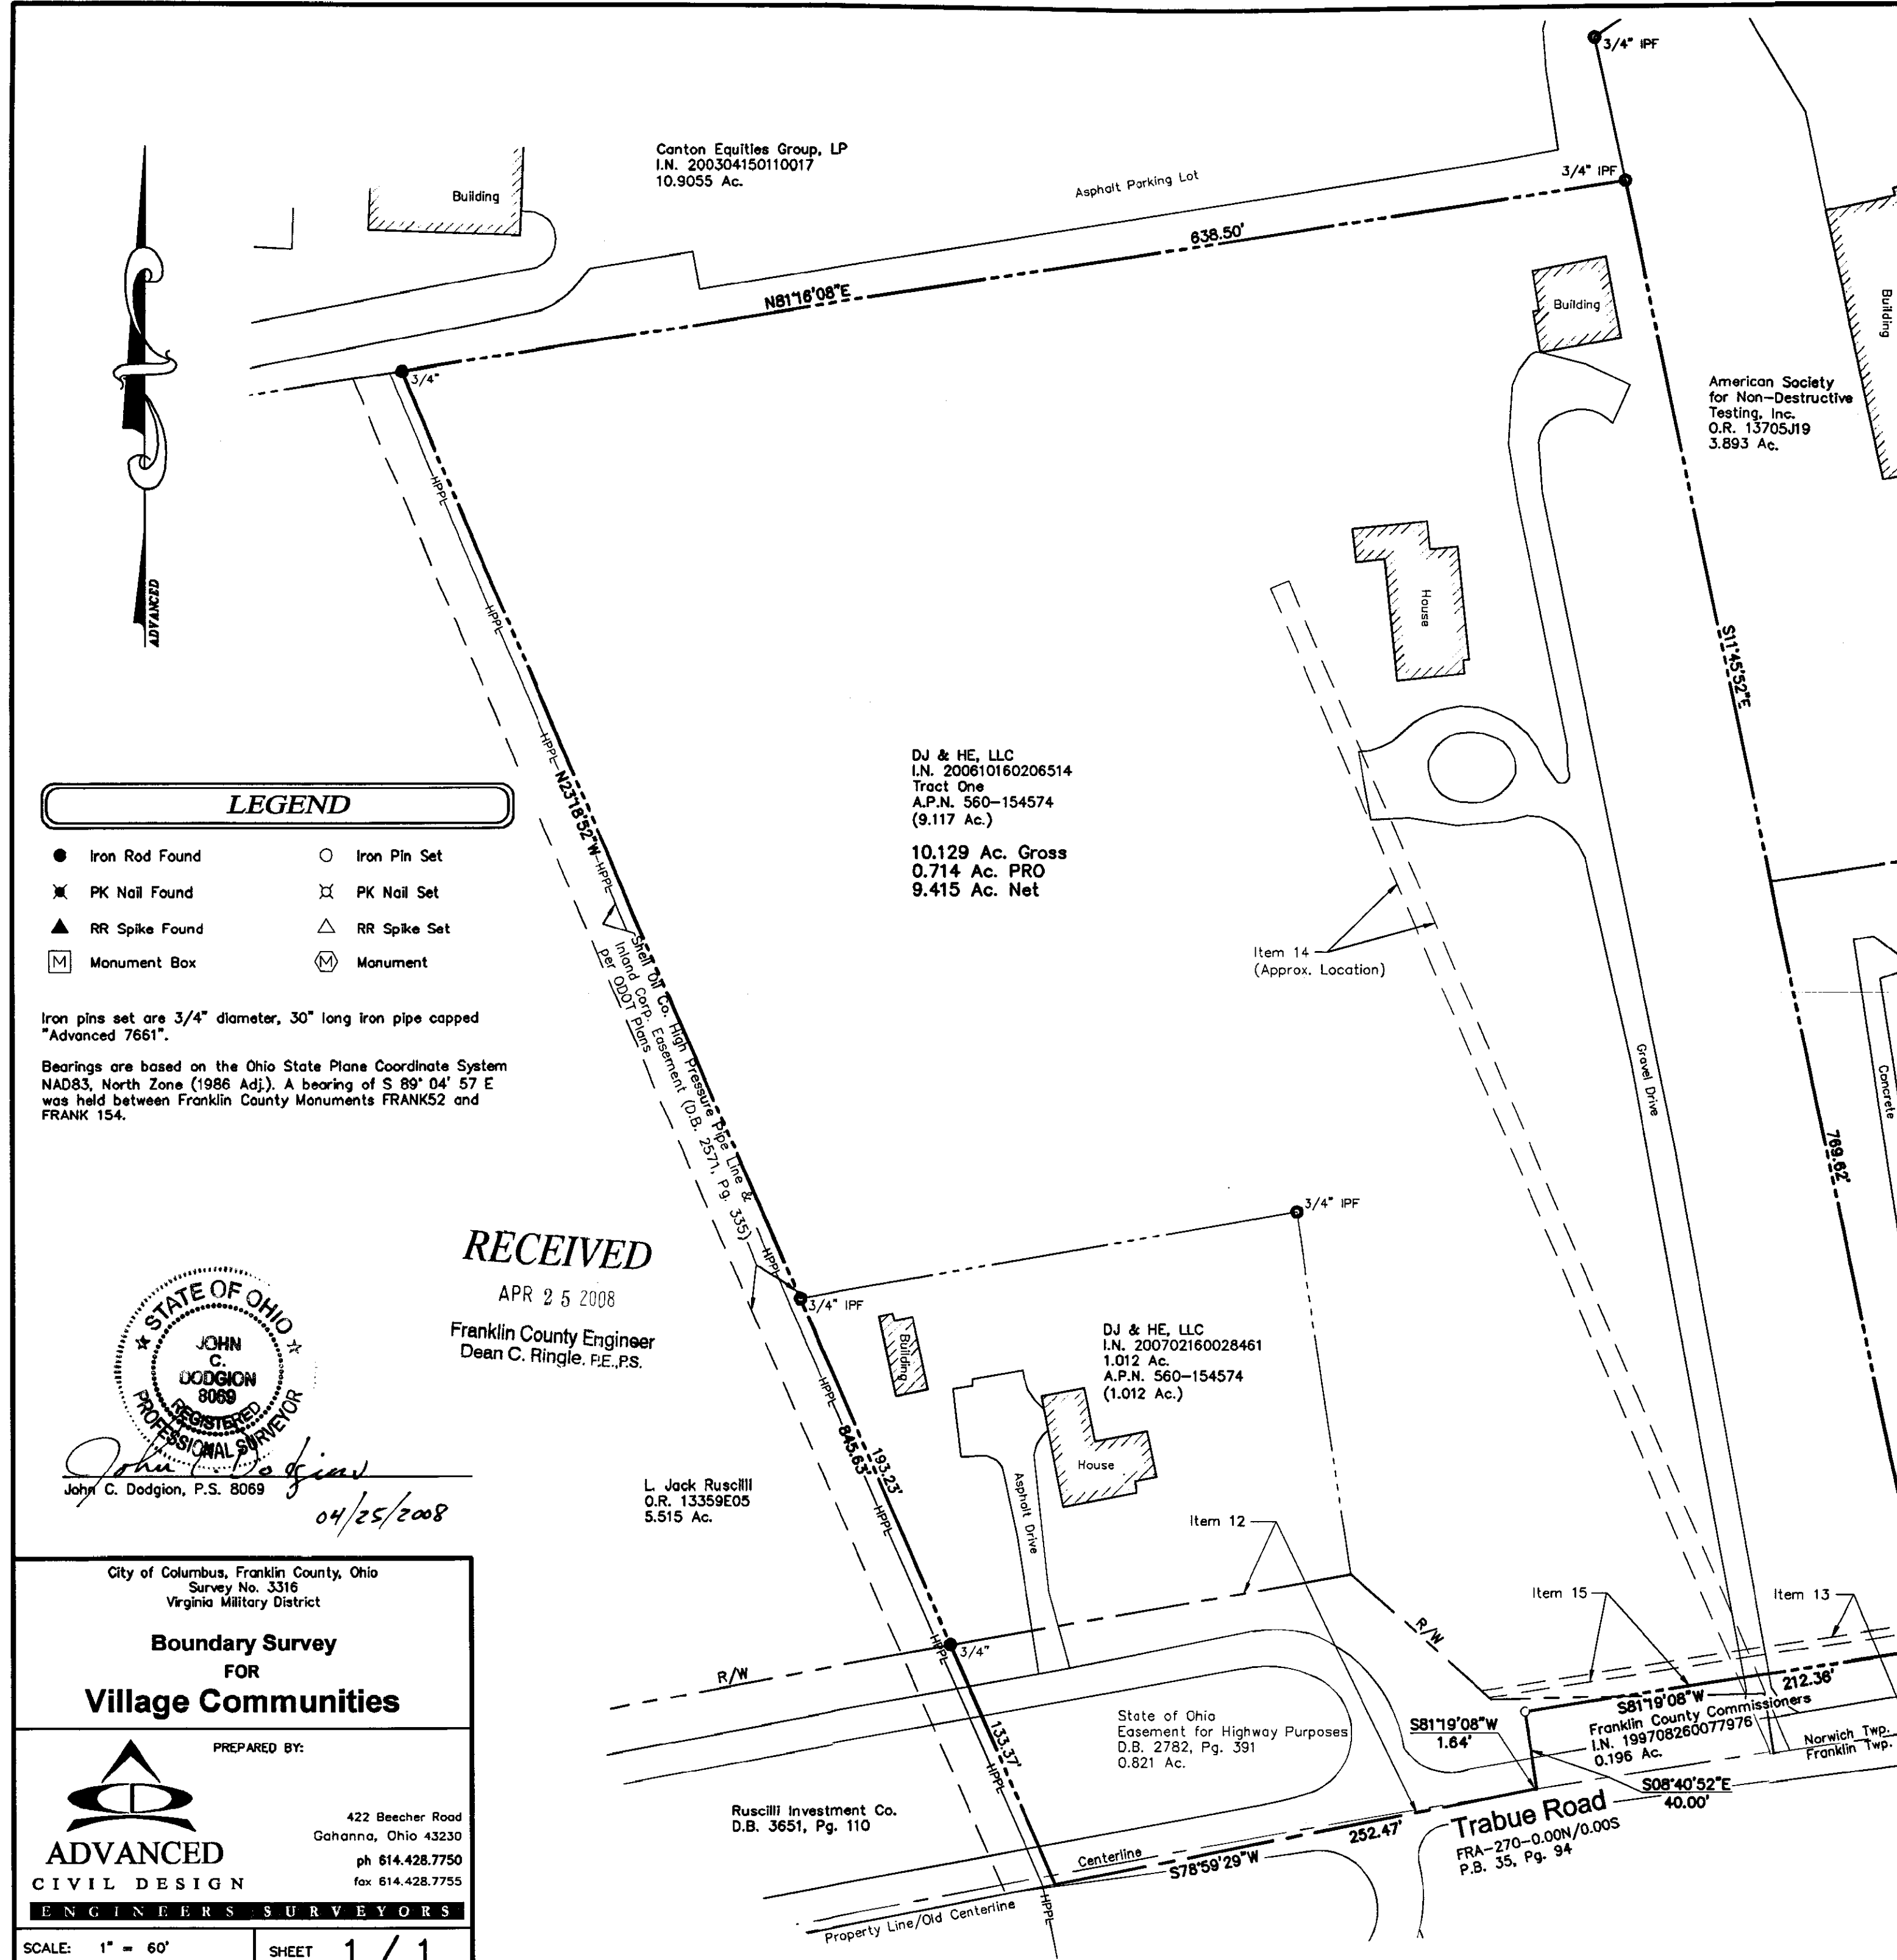 3/4" IPF
Canton Equities Group, LP
I.N. 200304150110017
10.9055 Ac.
Building
Asphalt Parking Lot
3/4" IPF
638.50'
N81°16'08"E
Building
Building
3/4"
American Society
for Non-Destructive
Testing, Inc.
O.R. 13705J19
3.893 Ac.
ADVANCED
HPPL
HPPL
House
S11°45'52"E
HPPL
N23°18'52"W
HPPL
DJ & HE, LLC
I.N. 200610160206514
Tract One
A.P.N. 560-154574
(9.117 Ac.)
10.129 Ac. Gross
0.714 Ac. PRO
9.415 Ac. Net
LEGEND
Iron Rod Found
Iron Pin Set
PK Nail Found
PK Nail Set
RR Spike Found
RR Spike Set
M Monument Box
M Monument
Item 14
(Approx. Location)
Shell Oil Co. High Pressure Pipe Line &
Inland Corp. Easement (D.B. 2571, Pg. 335)
per ODOT Plans
Iron pins set are 3/4" diameter, 30" long iron pipe capped
"Advanced 7661".
Bearings are based on the Ohio State Plane Coordinate System
NAD83, North Zone (1986 Adj.). A bearing of S 89° 04' 57 E
was held between Franklin County Monuments FRANK52 and
FRANK 154.
Gravel Drive
Concrete
769.62'
3/4" IPF
HPPL
3/4" IPF
RECEIVED
APR 25 2008
Franklin County Engineer
Dean C. Ringle, P.E., P.S.
STATE OF OHIO
JOHN
C.
DODGION
8069
REGISTERED
PROFESSIONAL SURVEYOR
John C. Dodgion
John C. Dodgion, P.S. 8069
04/25/2008
Building
DJ & HE, LLC
I.N. 200702160028461
1.012 Ac.
A.P.N. 560-154574
(1.012 Ac.)
HPPL
193.23'
845.63'
HPPL
House
Asphalt Drive
L. Jack Ruscilli
O.R. 13359E05
5.515 Ac.
Item 12
Item 15
Item 13
R/W
R/W
HPPL
3/4"
212.36'
S81°19'08"W
Franklin County Commissioners
I.N. 199708260077976
0.196 Ac.
Norwich Twp.
Franklin Twp.
S81°19'08"W
1.64'
State of Ohio
Easement for Highway Purposes
D.B. 2782, Pg. 391
0.821 Ac.
133.37'
HPPL
S08°40'52"E
40.00'
Ruscilli Investment Co.
D.B. 3651, Pg. 110
Trabue Road
FRA-270-0.00N/0.00S
P.B. 35, Pg. 94
252.47'
Centerline
S78°59'29"W
Property Line/Old Centerline
HPPL
City of Columbus, Franklin County, Ohio
Survey No. 3316
Virginia Military District
Boundary Survey
FOR
Village Communities
PREPARED BY:
422 Beecher Road
Gahanna, Ohio 43230
ph 614.428.7750
fax 614.428.7755
ADVANCED
CIVIL DESIGN
ENGINEERS SURVEYORS
SCALE: 1" = 60'
SHEET 1 / 1